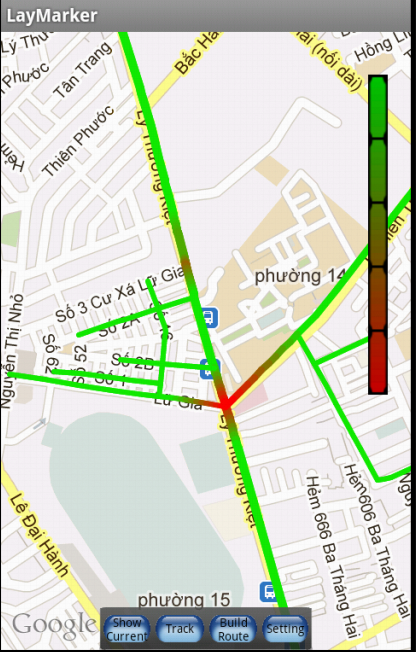 LayMarker
Lý Thư
Phước
Tân Trang
Thiên Phước
Hẻm
Bắc Hả
Hải (nối dài)
Hồng L
Lý Thường Kiệt
phường 14
Số 3 Cư Xá Lữ Gia
Số 2A
Số 2B
Số 52
Số 1
Lữ Gia
Nguyễn Thị Nhỏ
Lý Thường Kiệt
Lê Đại Hành
Hẻm 666 Ba Tháng Hai
Hẻm606 Ba Tháng Hai
phường 15
Google
Show
Current
Track
Build
Route
Setting